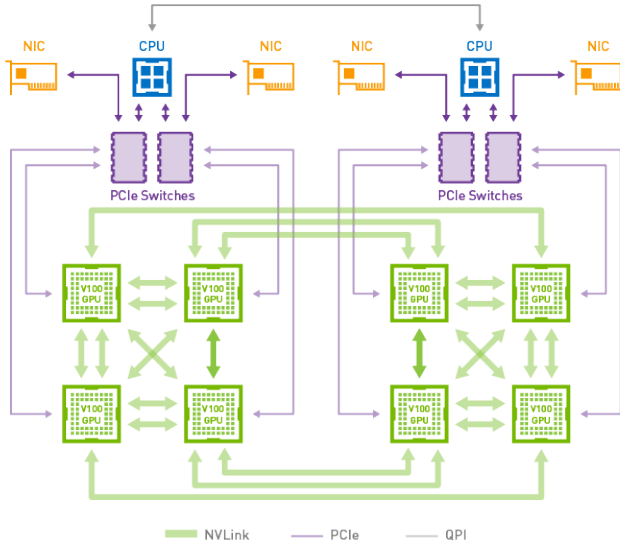 NIC
CPU
NIC
NIC
CPU
NIC
PCIe Switches
PCIe Switches
V100
GPU
V100
GPU
V100
GPU
V100
GPU
V100
GPU
V100
GPU
V100
GPU
V100
GPU
NVLink
PCIe
QPI